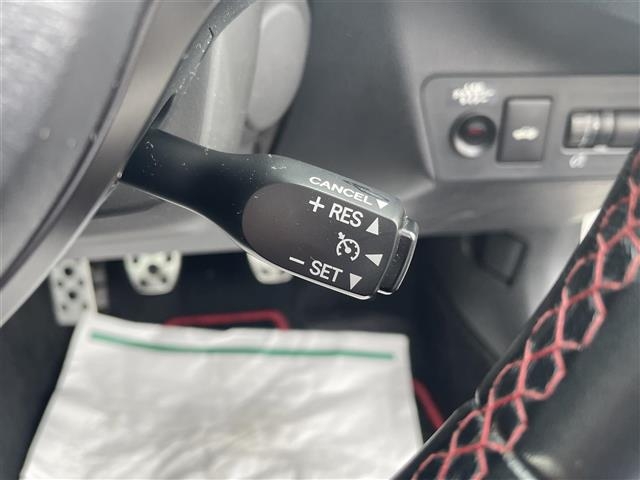 CANCEL ▼
+ RES ▲
◀
− SET ▼